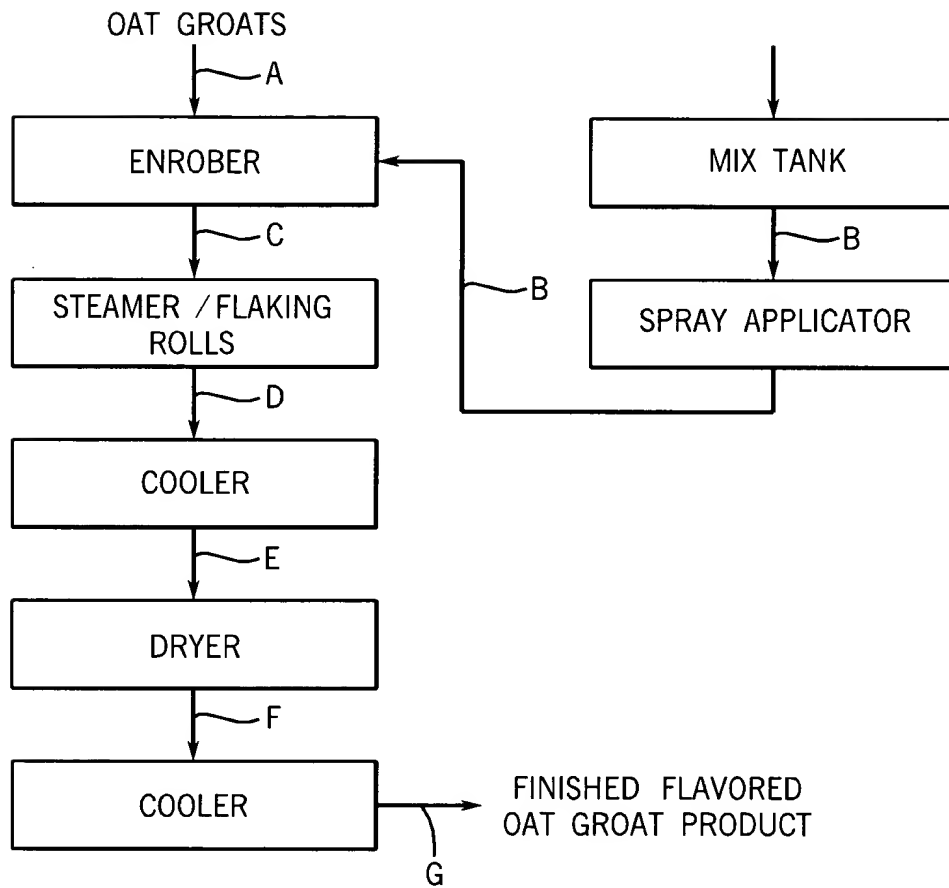 OAT GROATS
A
ENROBER
C
STEAMER / FLAKING
ROLLS
D
COOLER
E
DRYER
F
COOLER
G
FINISHED FLAVORED
OAT GROAT PRODUCT
MIX TANK
B
SPRAY APPLICATOR
B